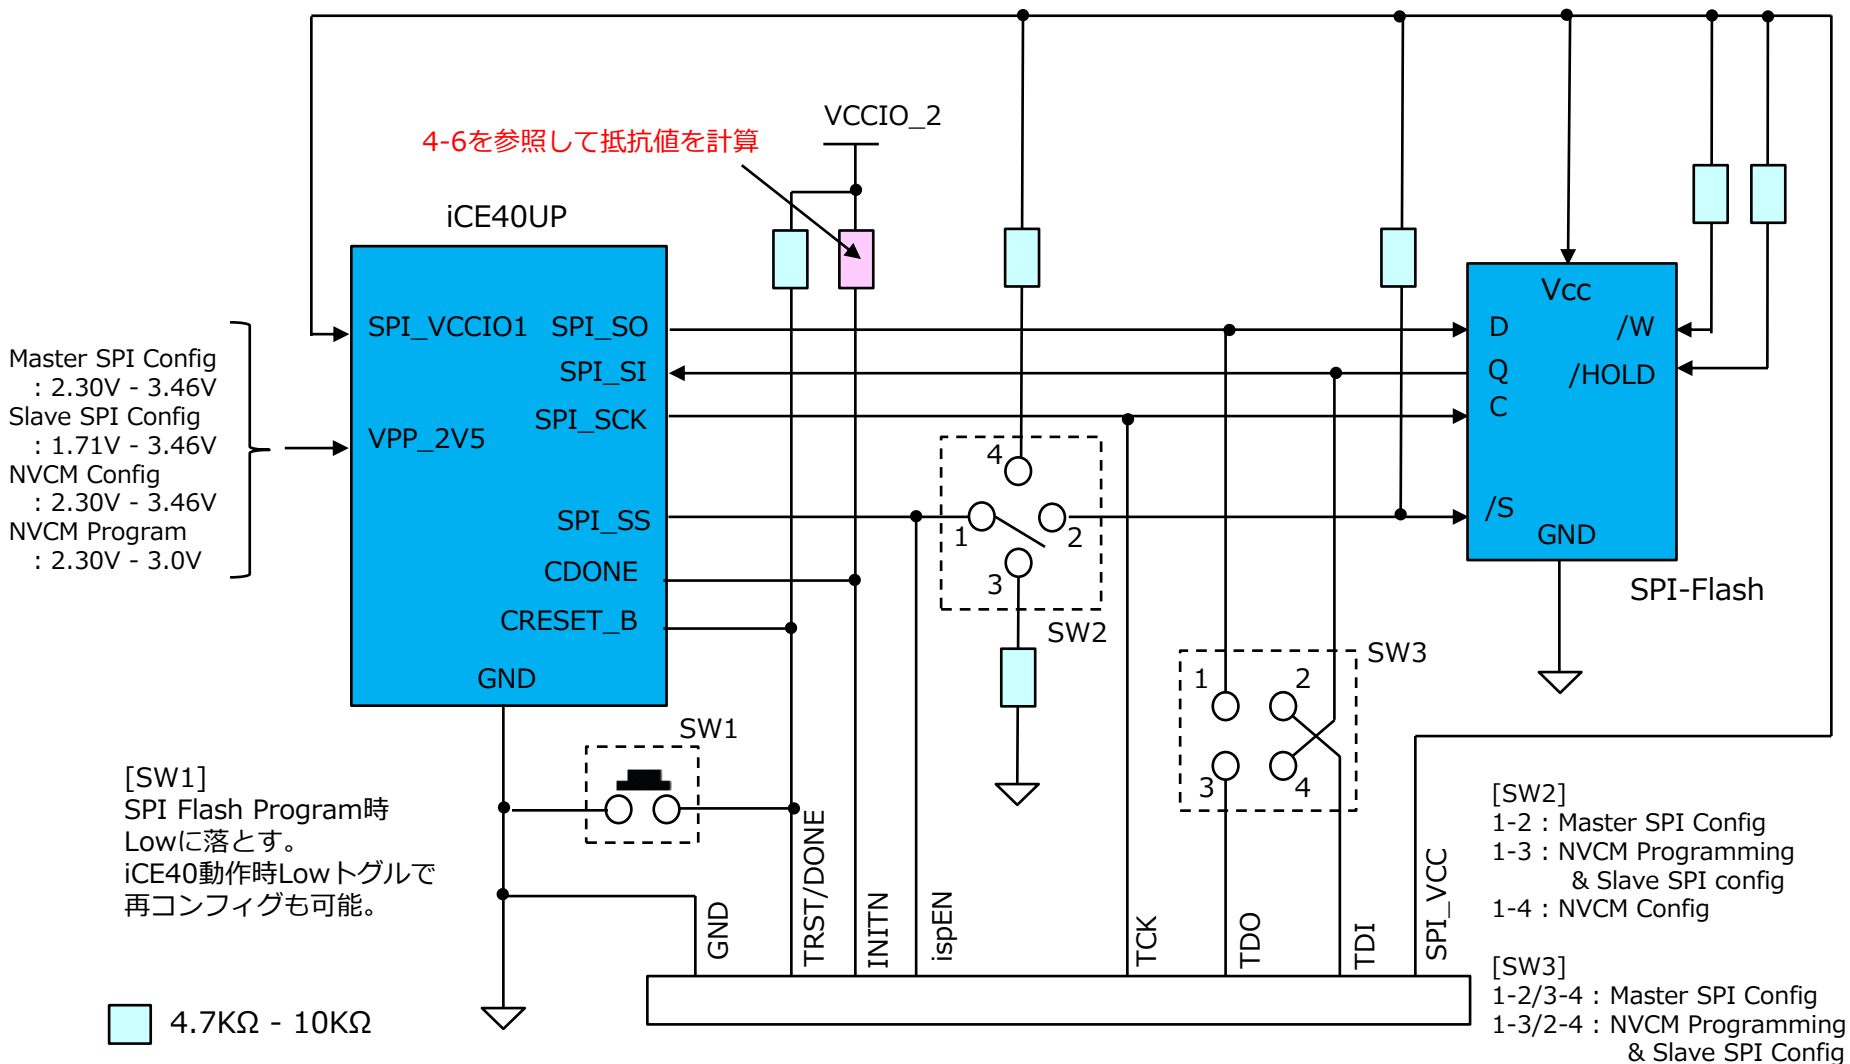 VCCIO_2
4-6を参照して抵抗値を計算
iCE40UP
SPI_VCCIO1
SPI_SO
SPI_SI
SPI_SCK
VPP_2V5
SPI_SS
CDONE
CRESET_B
GND
Master SPI Config
: 2.30V - 3.46V
Slave SPI Config
: 1.71V - 3.46V
NVCM Config
: 2.30V - 3.46V
NVCM Program
: 2.30V - 3.0V
Vcc
D
/W
Q
/HOLD
C
/S
GND
SPI-Flash
4
1
2
3
SW2
SW3
1
2
3
4
SW1
[SW1]
SPI Flash Program時
Lowに落とす。
iCE40動作時Lowトグルで
再コンフィグも可能。
GND
TRST/DONE
INITN
ispEN
TCK
TDO
TDI
SPI_VCC
[SW2]
1-2 : Master SPI Config
1-3 : NVCM Programming
& Slave SPI config
1-4 : NVCM Config
[SW3]
1-2/3-4 : Master SPI Config
1-3/2-4 : NVCM Programming
& Slave SPI Config
4.7KΩ - 10KΩ